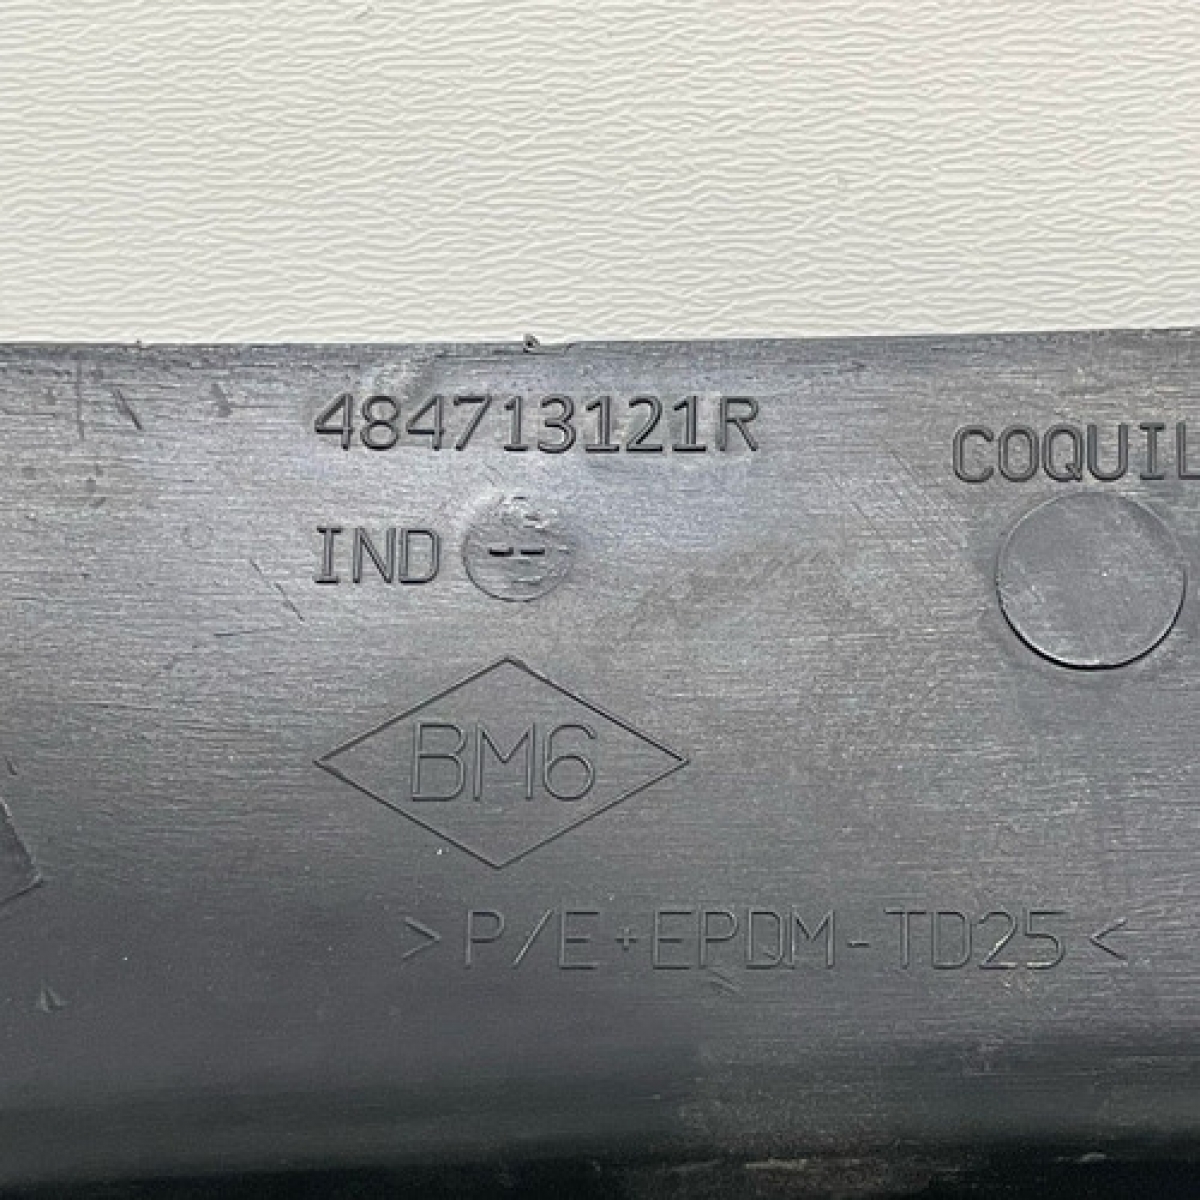 484713121R
COQUIL
IND --
BM6
>P/E+EPDM-TD25<